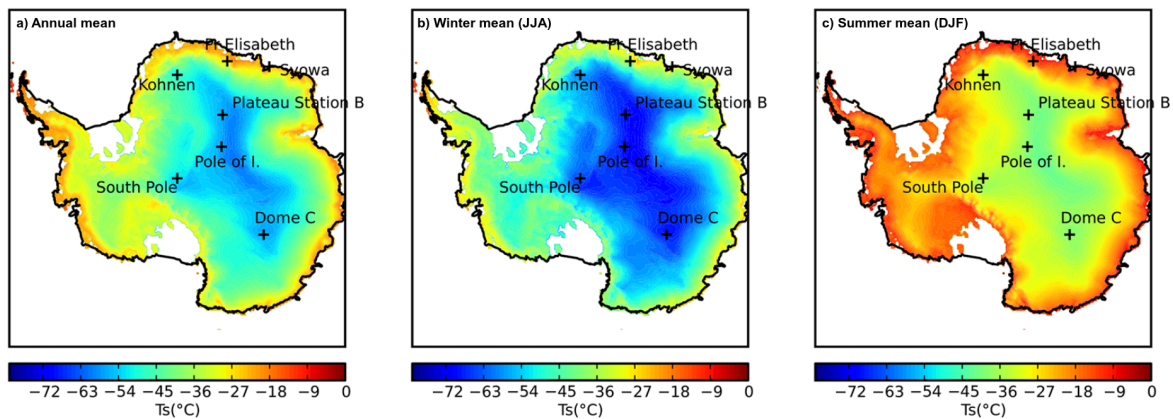 a) Annual mean
Pr Elisabeth
Syowa
Kohnen
Plateau Station B
Pole of I.
South Pole
Dome C
−72 −63 −54 −45 −36 −27 −18 −9 0
Ts(°C)
b) Winter mean (JJA)
Pr Elisabeth
Syowa
Kohnen
Plateau Station B
Pole of I.
South Pole
Dome C
−72 −63 −54 −45 −36 −27 −18 −9 0
Ts(°C)
c) Summer mean (DJF)
Pr Elisabeth
Syowa
Kohnen
Plateau Station B
Pole of I.
South Pole
Dome C
−72 −63 −54 −45 −36 −27 −18 −9 0
Ts(°C)